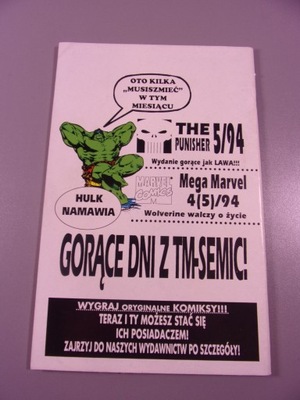 OTO KILKA
„MUSISZMIEĆ”
W TYM
MIESIĄCU
THE
PUNISHER 5/94
Wydanie gorące jak LAWA!!!
MARVEL
COMICS
M
Mega Marvel
4(5)/94
Wolverine walczy o życie
HULK
NAMAWIA
GORĄCE DNI Z TM-SEMIC!
WYGRAJ ORYGINALNE KOMIKSY!!!
TERAZ I TY MOŻESZ STAĆ SIĘ
ICH POSIADACZEM!
ZAJRZYJ DO NASZYCH WYDAWNICTW PO SZCZEGÓŁY!